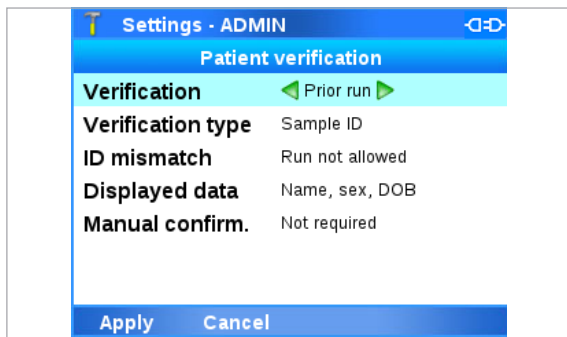 Settings - ADMIN
Patient verification
Verification Prior run
Verification type Sample ID
ID mismatch Run not allowed
Displayed data Name, sex, DOB
Manual confirm. Not required
Apply Cancel